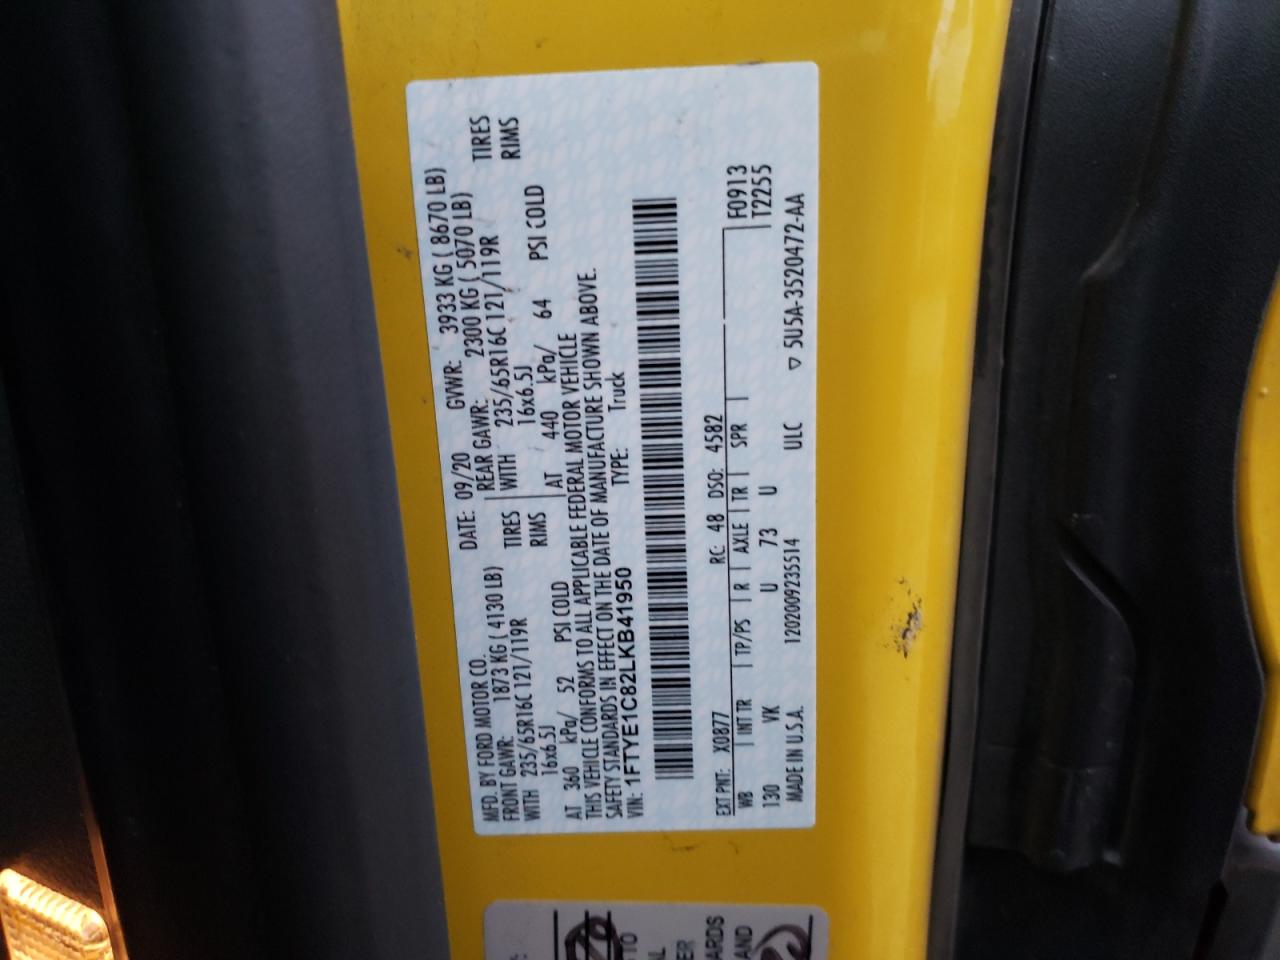 MFD. BY FORD MOTOR CO. DATE: 09/20 GVWR: 3933 KG ( 8670 LB)
FRONT GAWR: 1873 KG ( 4130 LB) REAR GAWR: 2300 KG ( 5070 LB)
WITH 235/65R16C 121/119R TIRES WITH 235/65R16C 121/119R TIRES
16x6.5J RIMS 16x6.5J RIMS
AT 360 kPa/ 52 PSI COLD AT 440 kPa/ 64 PSI COLD
THIS VEHICLE CONFORMS TO ALL APPLICABLE FEDERAL MOTOR VEHICLE
SAFETY STANDARDS IN EFFECT ON THE DATE OF MANUFACTURE SHOWN ABOVE.
VIN: 1FTYE1C82LKB41950 TYPE: Truck
EXT PNT: X0877 RC: 48 DSO: 4582 F0913
WB INT TR TP/PS R AXLE TR SPR T2255
130 VK U 73 U
MADE IN U.S.A. 1202009235514 ULC ▽ 5U5A-3520472-AA
TO
ARDS
AND